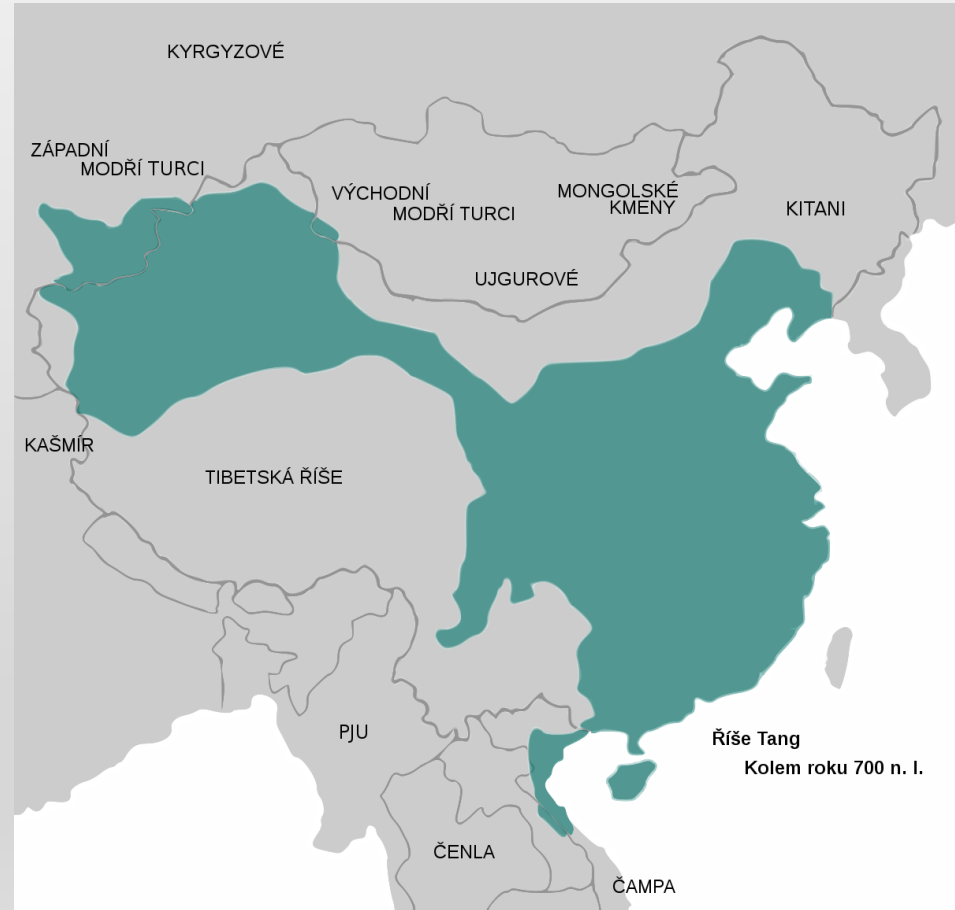 KYRGYZOVÉ
ZÁPADNÍ
MODŘÍ TURCI
VÝCHODNÍ
MODŘÍ TURCI
MONGOLSKÉ
KMENY
KITANI
UJGUROVÉ
KAŠMÍR
TIBETSKÁ ŘÍŠE
PJU
Říše Tang
Kolem roku 700 n. l.
ČENLA
ČAMPA